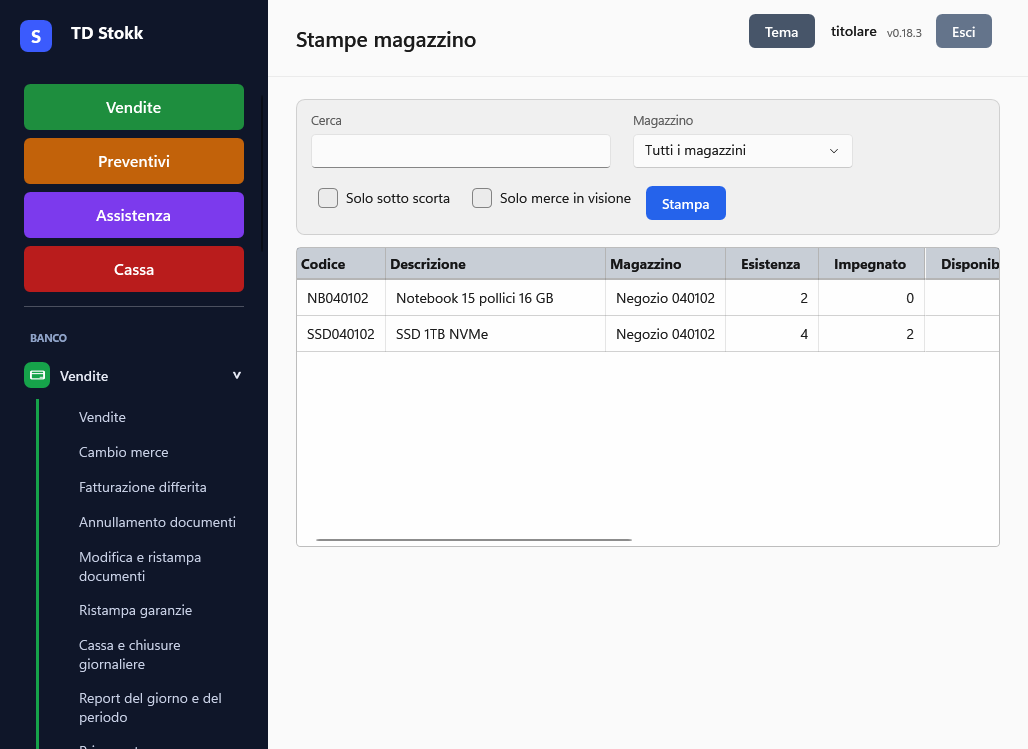 S TD Stokk
Vendite
Preventivi
Assistenza
Cassa
BANCO
Vendite
Vendite
Cambio merce
Fatturazione differita
Annullamento documenti
Modifica e ristampa
documenti
Ristampa garanzie
Cassa e chiusure
giornaliere
Report del giorno e del
periodo
Stampe magazzino
Tema titolare v0.18.3 Esci
Cerca Magazzino
Tutti i magazzini
Solo sotto scorta Solo merce in visione Stampa
Codice Descrizione Magazzino Esistenza Impegnato Disponib
NB040102 Notebook 15 pollici 16 GB Negozio 040102 2 0
SSD040102 SSD 1TB NVMe Negozio 040102 4 2